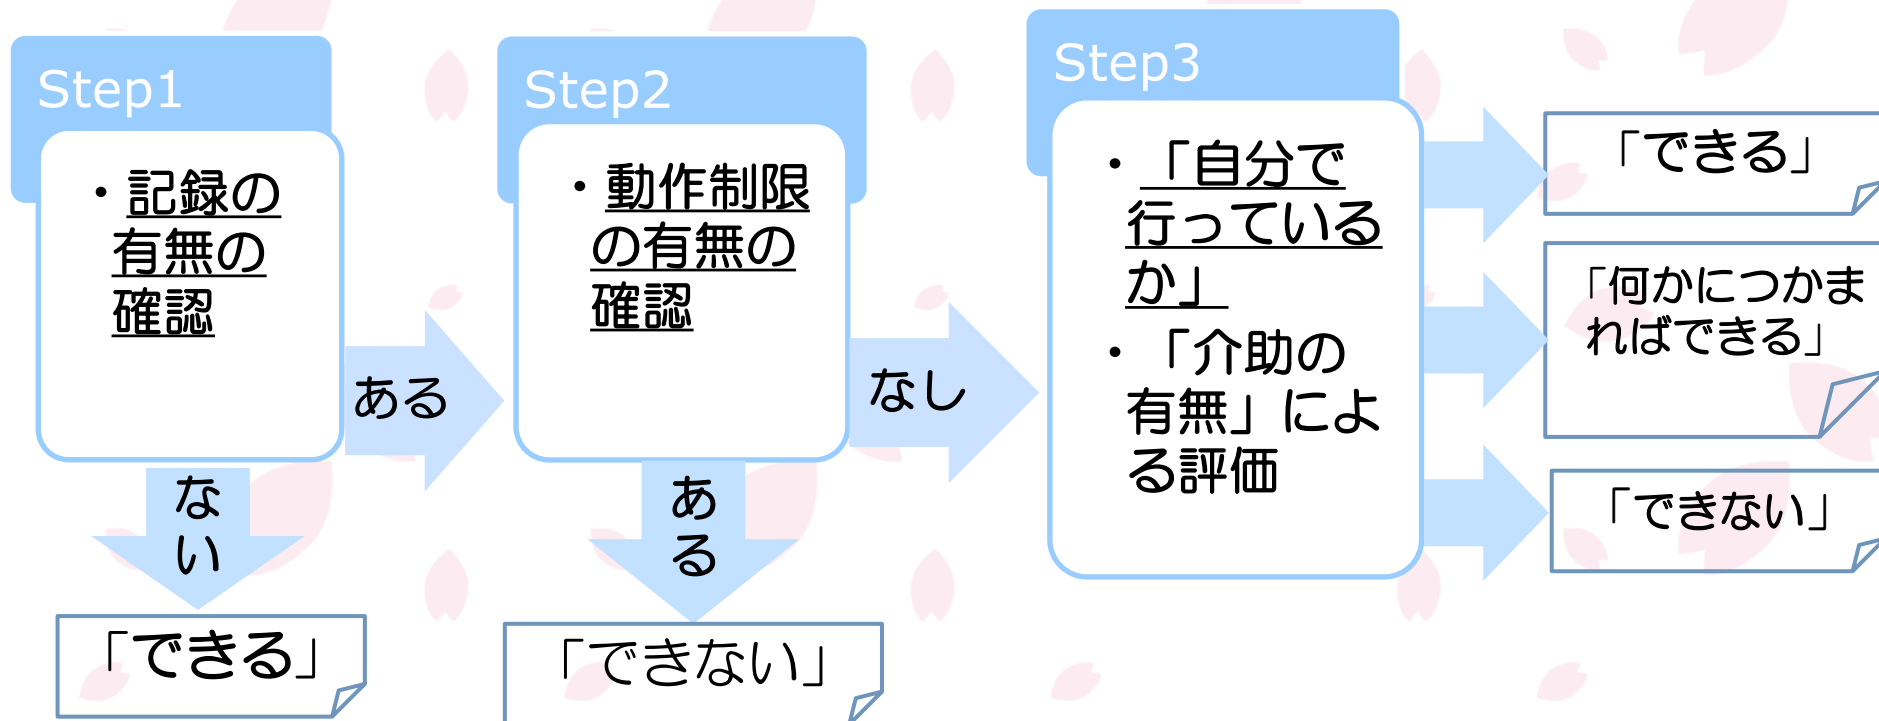 Step1
・記録の
有無の
確認
ある
ない
「できる」
Step2
・動作制限
の有無の
確認
なし
ある
「できない」
Step3
・「自分で
行っている
か」
・「介助の
有無」によ
る評価
「できる」
「何かにつかま
ればできる」
「できない」